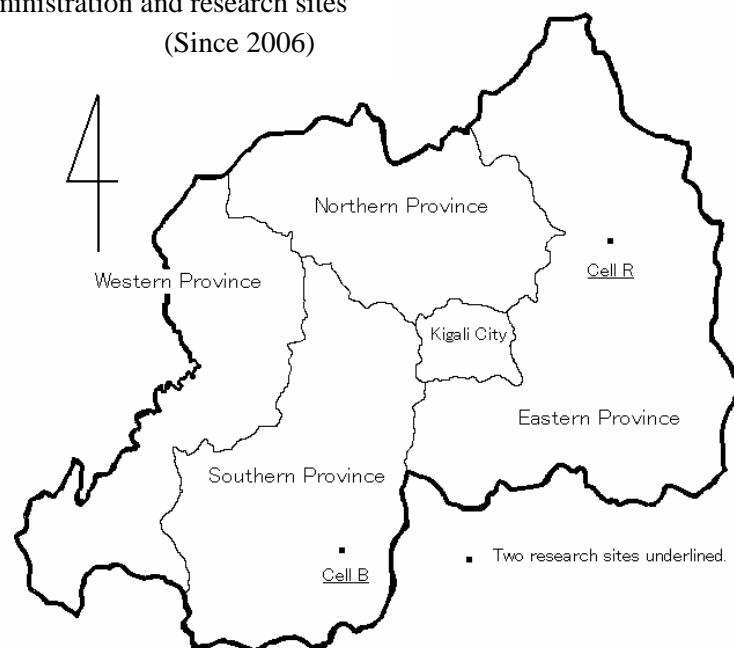 ministration and research sites
(Since 2006)
Northern Province
Cell R
Western Province
Kigali City
Eastern Province
Southern Province
Two research sites underlined.
Cell B